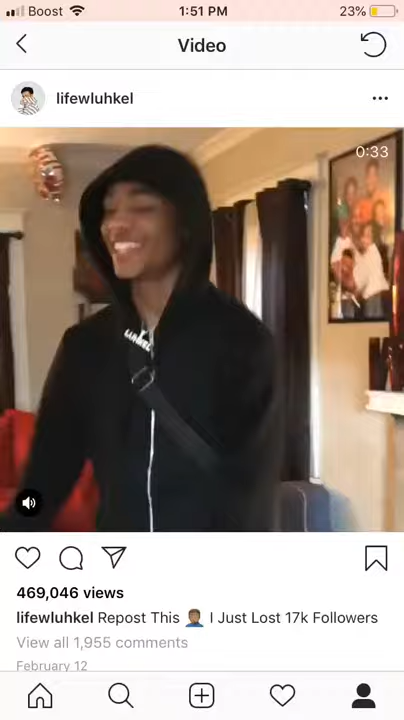 Boost 1:51 PM 23%
Video
lifewluhkel
0:33
469,046 views
lifewluhkel Repost This 🤦🏾‍♂️ I Just Lost 17k Followers
View all 1,955 comments
February 12